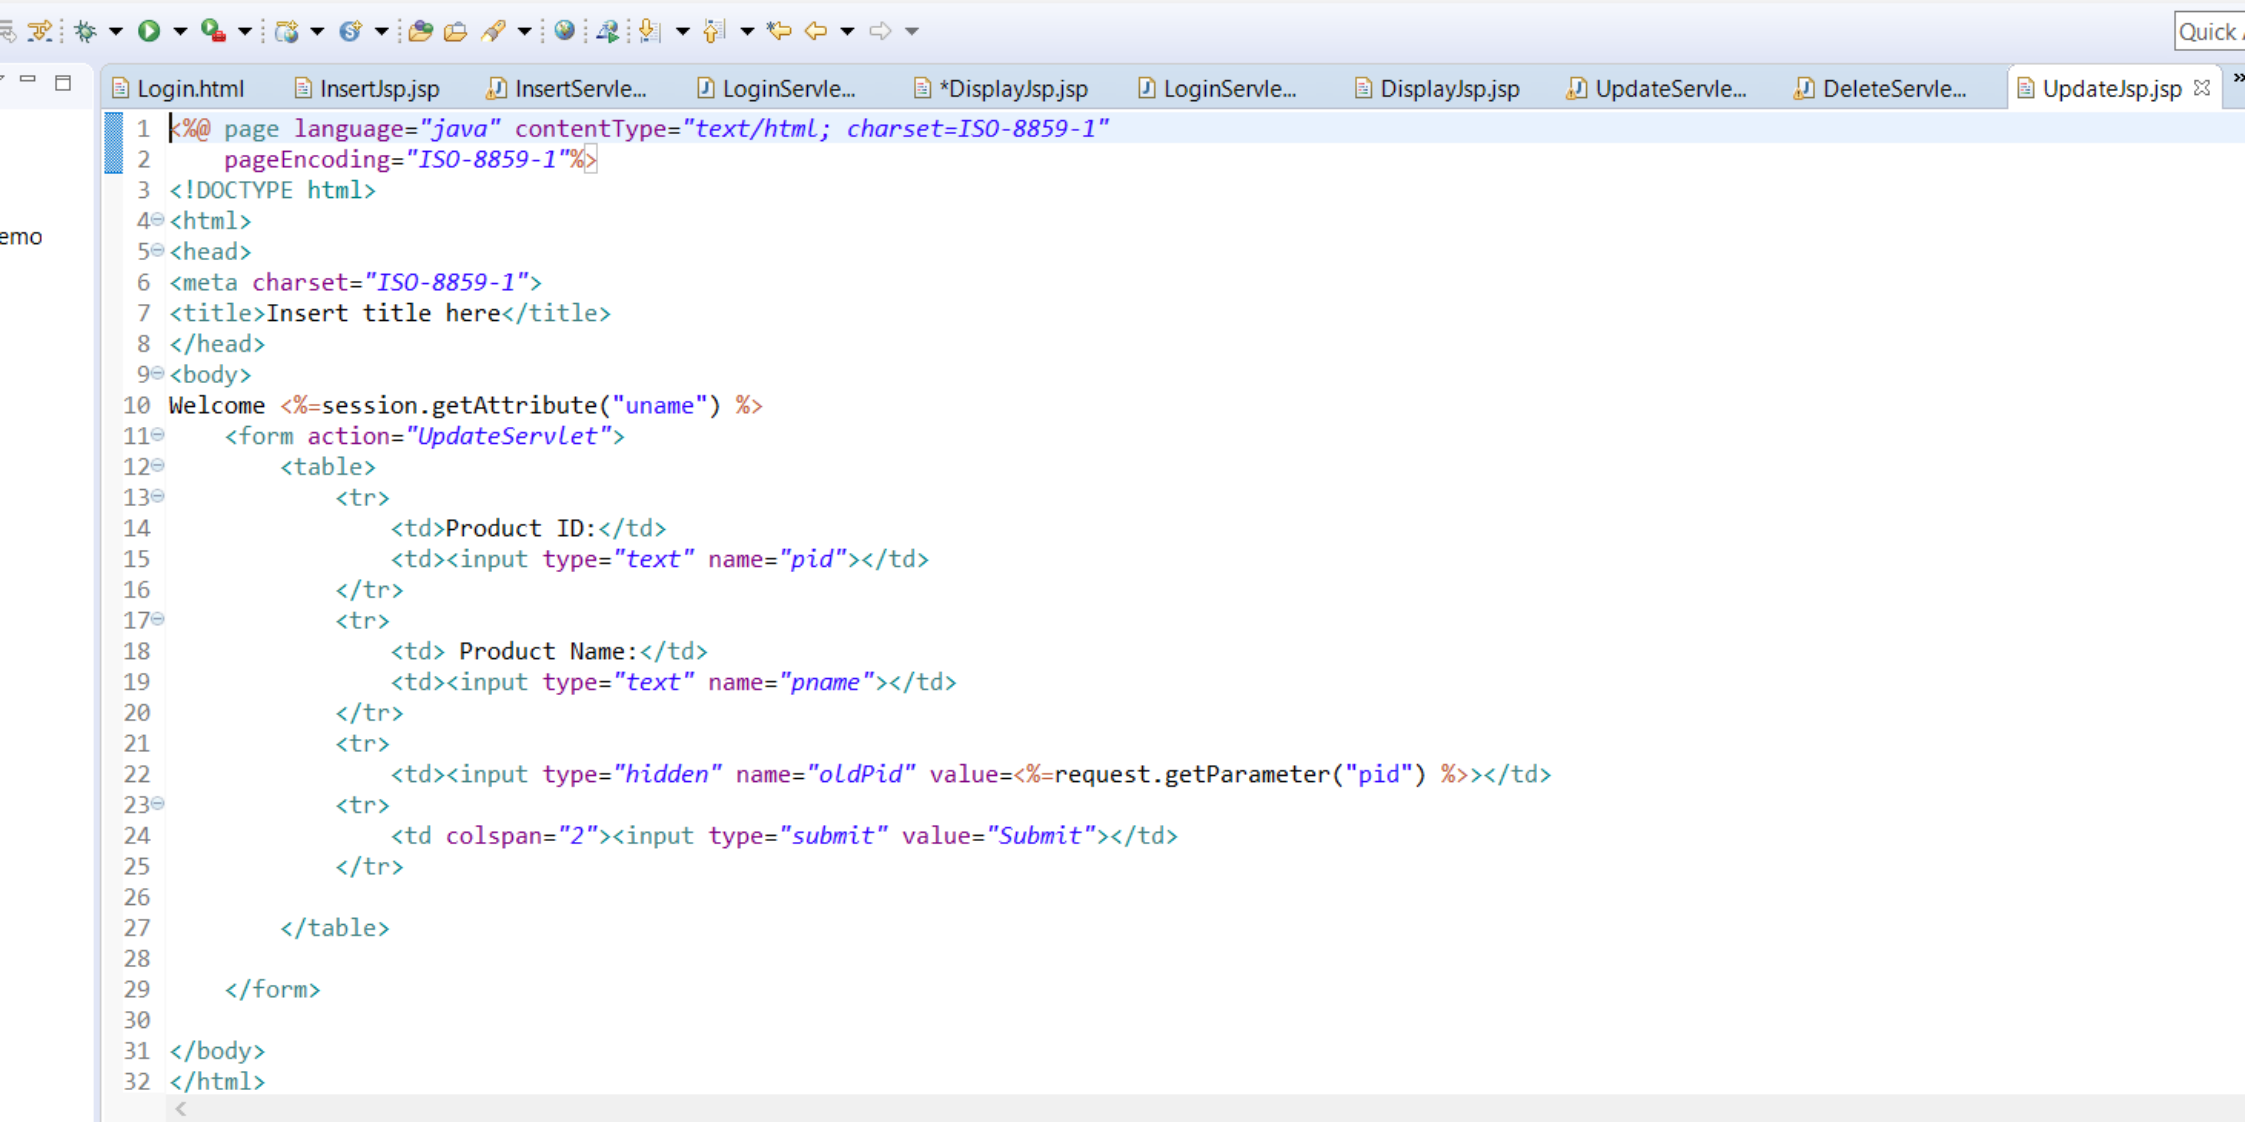 Quick
Login.html InsertJsp.jsp InsertServle... LoginServle... *DisplayJsp.jsp LoginServle... DisplayJsp.jsp UpdateServle... DeleteServle... UpdateJsp.jsp
1 <%@ page language="java" contentType="text/html; charset=ISO-8859-1"
2     pageEncoding="ISO-8859-1"%>
3 <!DOCTYPE html>
4 <html>
emo
5 <head>
6 <meta charset="ISO-8859-1">
7 <title>Insert title here</title>
8 </head>
9 <body>
10 Welcome <%=session.getAttribute("uname") %>
11     <form action="UpdateServlet">
12         <table>
13             <tr>
14                 <td>Product ID:</td>
15                 <td><input type="text" name="pid"></td>
16             </tr>
17             <tr>
18                 <td> Product Name:</td>
19                 <td><input type="text" name="pname"></td>
20             </tr>
21             <tr>
22                 <td><input type="hidden" name="oldPid" value=<%=request.getParameter("pid") %>></td>
23             <tr>
24                 <td colspan="2"><input type="submit" value="Submit"></td>
25             </tr>
26
27         </table>
28
29     </form>
30
31 </body>
32 </html>